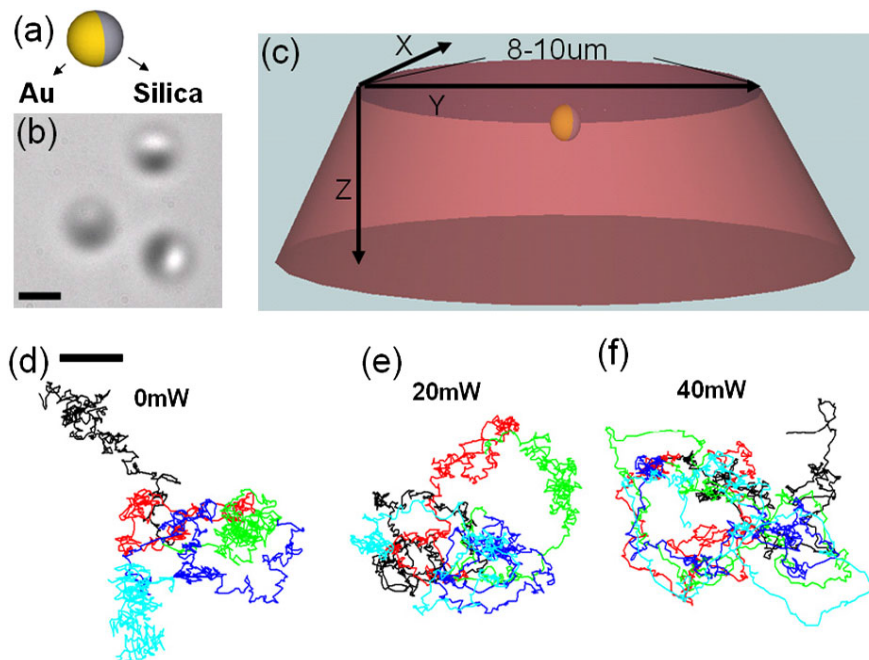 (a)
Au Silica
(b)
(c)
X 8-10um
Y
Z
(d) 0mW
(e) 20mW
(f) 40mW